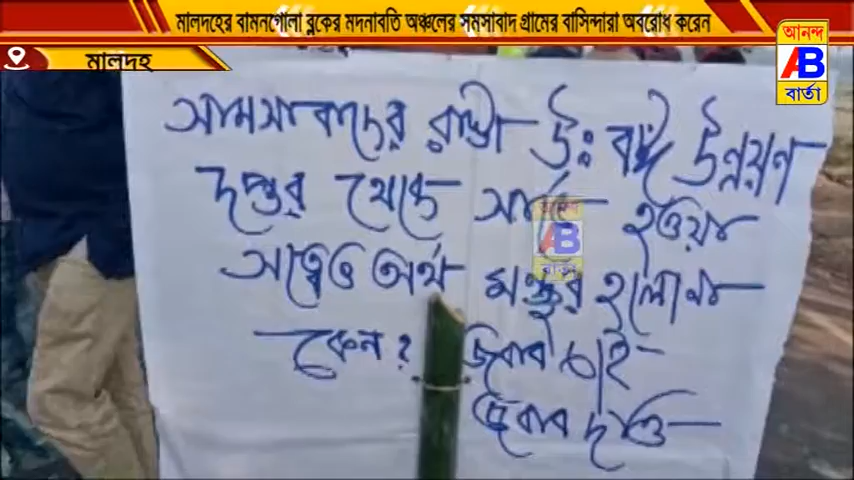 মালদহের বামনগোলা ব্লকের মদনাবতি অঞ্চলের সমসাবাদ গ্রামের বাসিন্দারা অবরোধ করেন
মালদহ
আনন্দ
AB
বার্তা
আমসাবাদের রাস্তা উঃ বঙ্গ উন্নয়ণ
দপ্তর থেকে সার্ভে হওয়া
সত্বেও অর্থ মঞ্জুর হলোনা
কেন? জবাব চাই
জবাব দাও